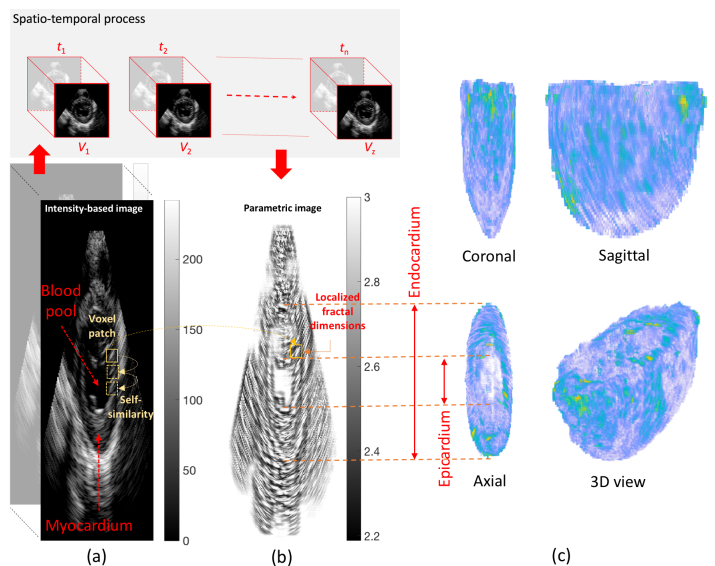 Spatio-temporal process
t1
t2
tn
V1
V2
Vz
Intensity-based image
Blood
pool
Voxel
patch
Self-
similarity
Myocardium
200
150
100
50
0
(a)
Parametric image
Localized
fractal
dimensions
3
2.8
2.6
2.4
2.2
(b)
Endocardium
Epicardium
Coronal
Sagittal
Axial
3D view
(c)